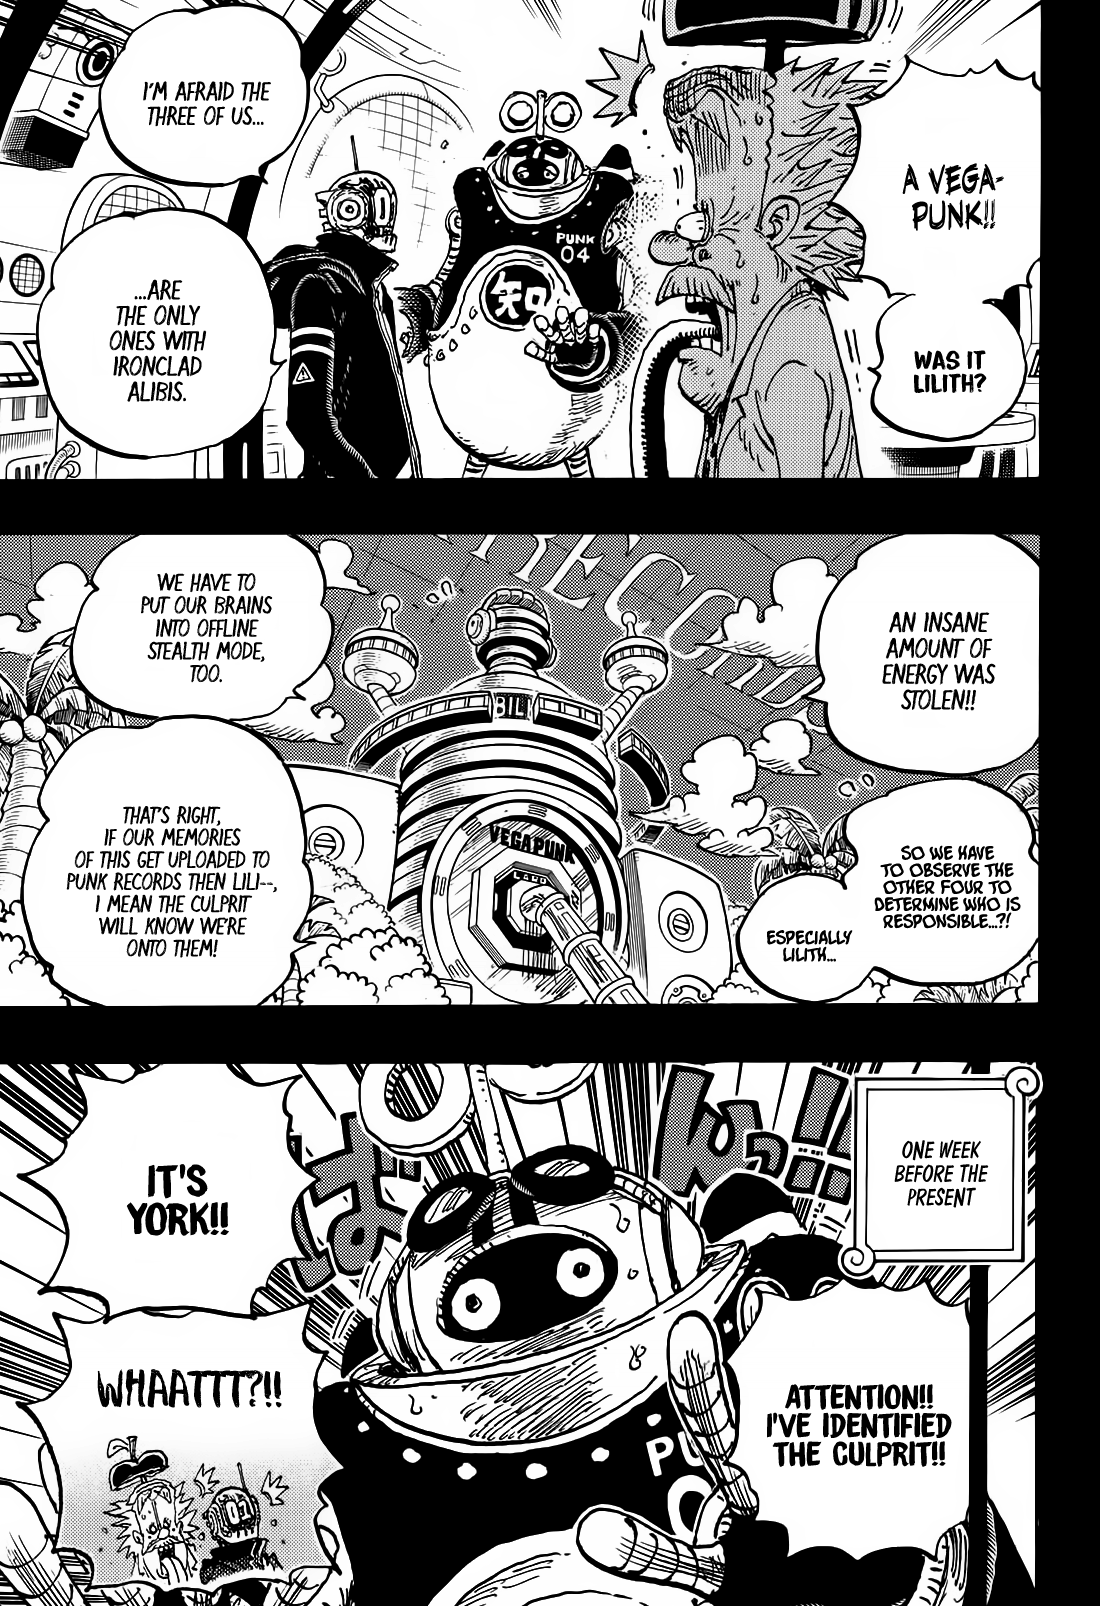 A VEGA-
PUNK!!
WAS IT
LILITH?
I'M AFRAID THE
THREE OF US...
...ARE
THE ONLY
ONES WITH
IRONCLAD
ALIBIS.
PUNK
04
知
AN INSANE
AMOUNT OF
ENERGY WAS
STOLEN!!
SO WE HAVE
TO OBSERVE THE
OTHER FOUR TO
DETERMINE WHO IS
RESPONSIBLE...?!
ESPECIALLY
LILITH...
WE HAVE TO
PUT OUR BRAINS
INTO OFFLINE
STEALTH MODE,
TOO.
THAT'S RIGHT,
IF OUR MEMORIES
OF THIS GET UPLOADED TO
PUNK RECORDS THEN LILI--,
I MEAN THE CULPRIT
WILL KNOW WE'RE
ONTO THEM!
BILI
VEGAPUNK
ONE WEEK
BEFORE THE
PRESENT
ATTENTION!!
I'VE IDENTIFIED
THE CULPRIT!!
IT'S
YORK!!
WHAATTT?!!
PU
01